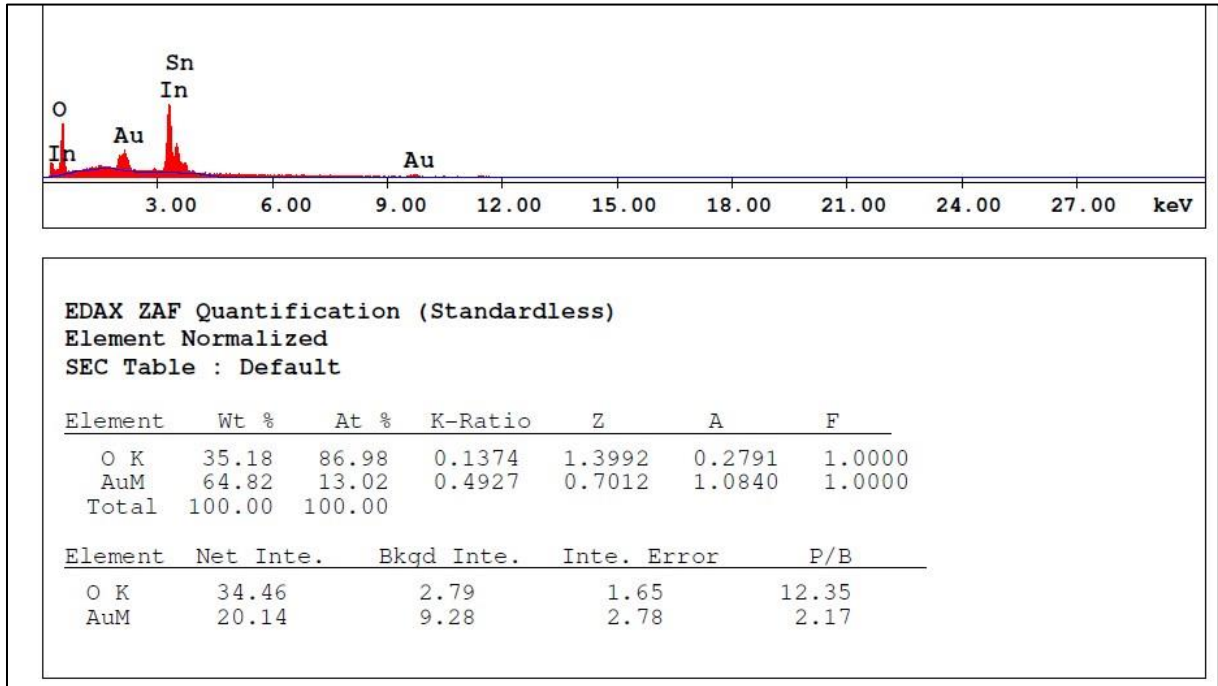 Sn
In
O
Au
In
Au
3.00 6.00 9.00 12.00 15.00 18.00 21.00 24.00 27.00 keV
EDAX ZAF Quantification (Standardless)
Element Normalized
SEC Table : Default
Element Wt % At % K-Ratio Z A F
O K 35.18 86.98 0.1374 1.3992 0.2791 1.0000
AuM 64.82 13.02 0.4927 0.7012 1.0840 1.0000
Total 100.00 100.00
Element Net Inte. Bkgd Inte. Inte. Error P/B
O K 34.46 2.79 1.65 12.35
AuM 20.14 9.28 2.78 2.17